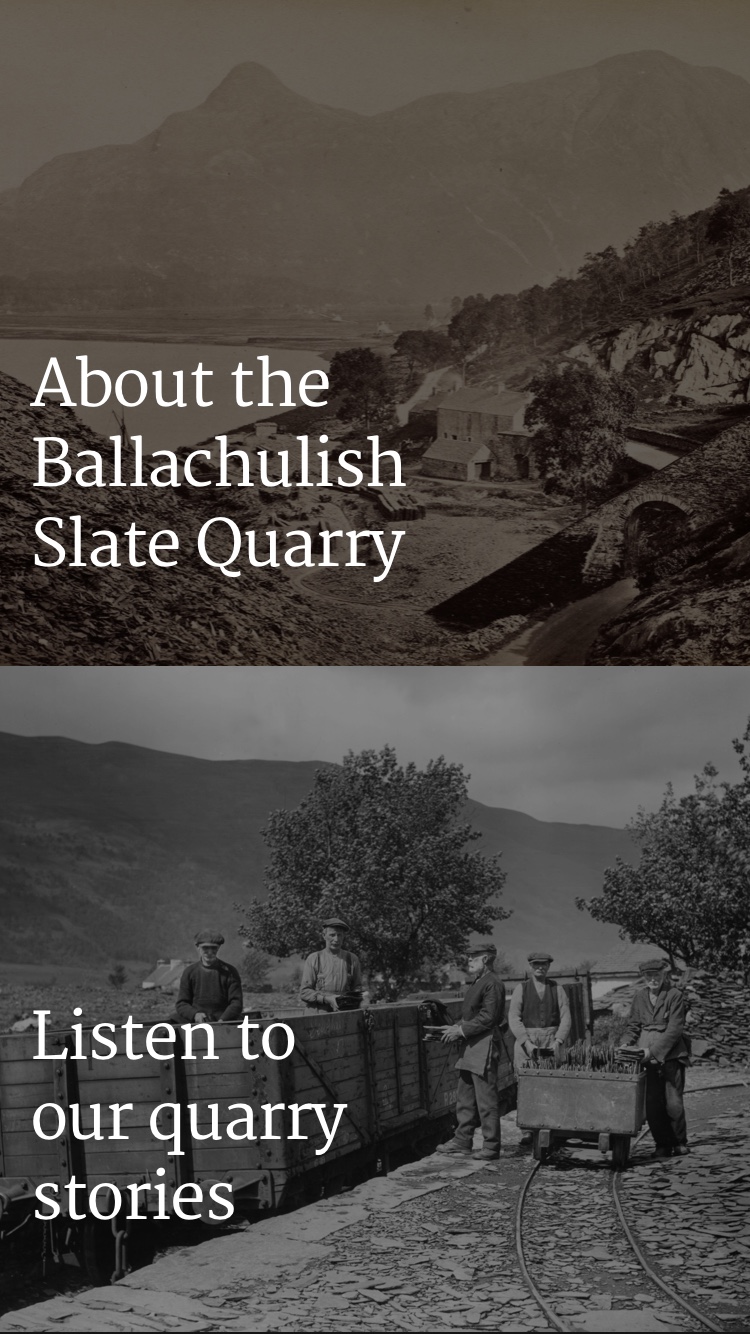 About the
Ballachulish
Slate Quarry
Listen to
our quarry
stories